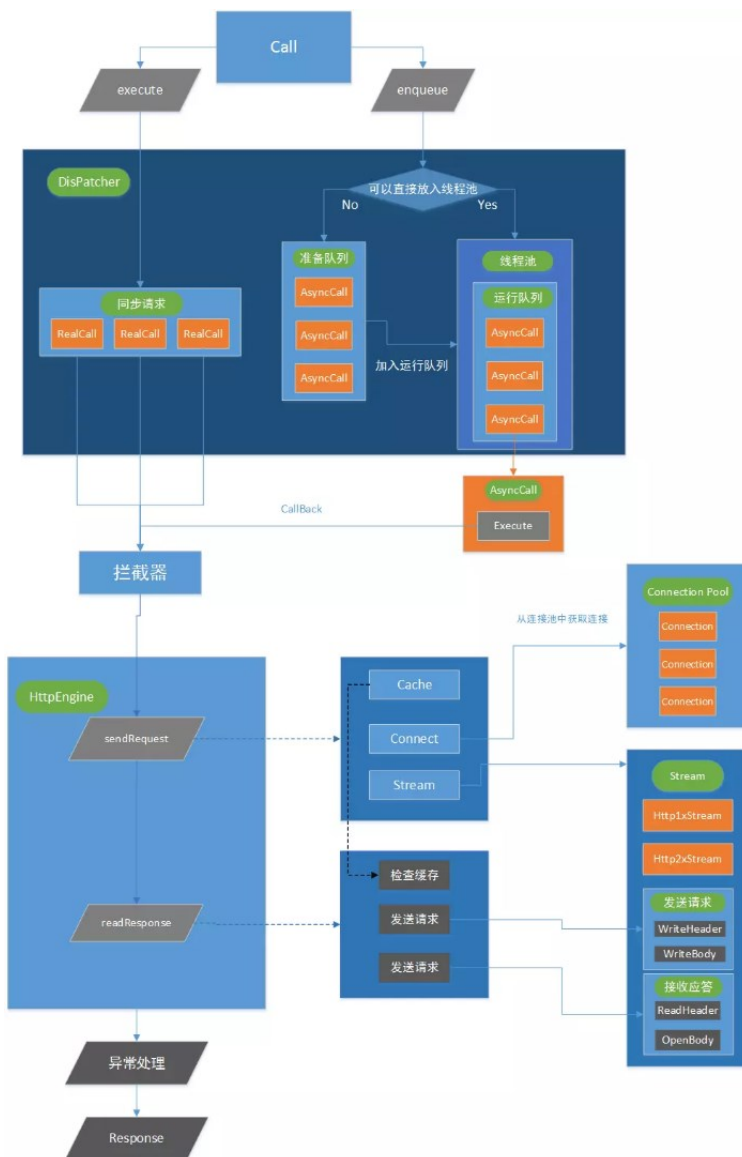 Call
execute
enqueue
DisPatcher
可以直接放入线程池
No
Yes
准备队列
线程池
AsyncCall
运行队列
同步请求
RealCall
RealCall
RealCall
AsyncCall
AsyncCall
加入运行队列
AsyncCall
AsyncCall
AsyncCall
AsyncCall
CallBack
Execute
拦截器
Connection Pool
从连接池中获取连接
Connection
Connection
Connection
HttpEngine
Cache
sendRequest
Connect
Stream
Stream
Http1xStream
Http2xStream
检查缓存
发送请求
readResponse
发送请求
WriteHeader
WriteBody
发送请求
接收应答
ReadHeader
OpenBody
异常处理
Response